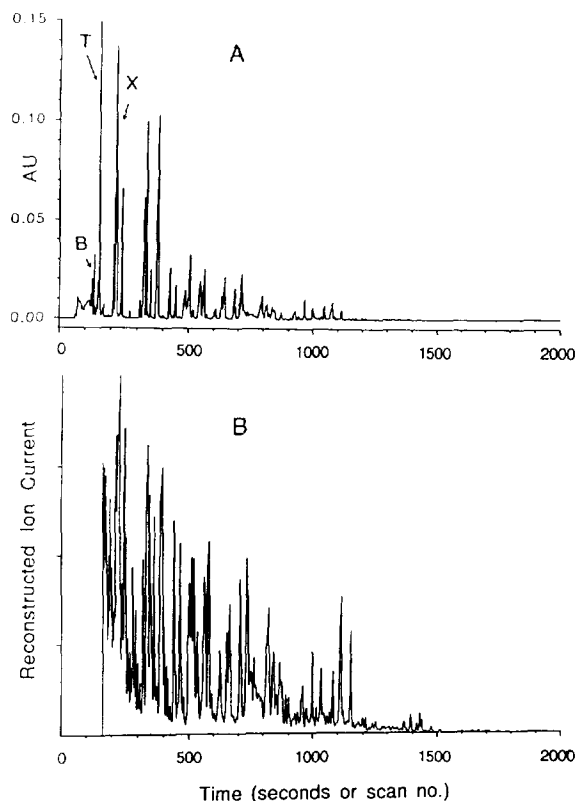 0.15
T
A
X
0.10
AU
0.05
B
0.00
0 500 1000 1500 2000
B
Reconstructed Ion Current
0 500 1000 1500 2000
Time (seconds or scan no.)